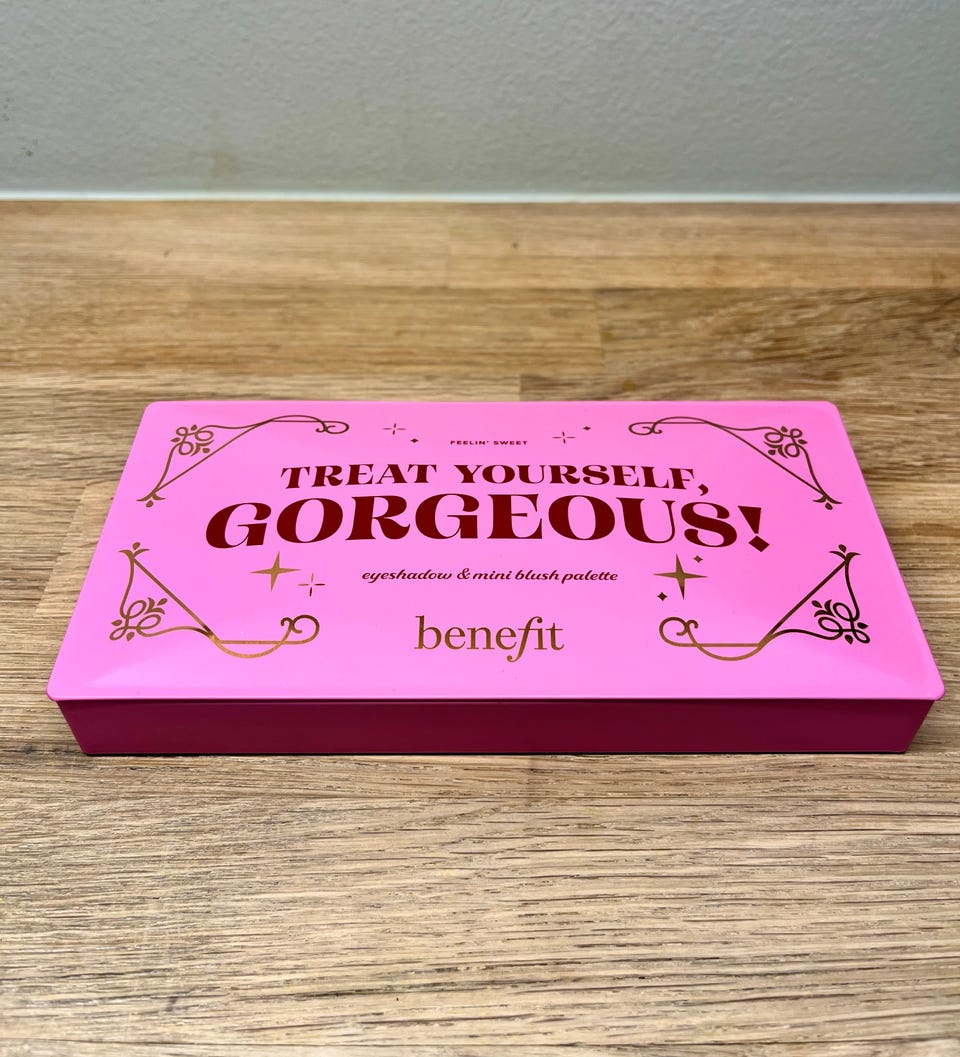 FEELIN' SWEET
TREAT YOURSELF,
GORGEOUS!
eyeshadow & mini blush palette
benefit